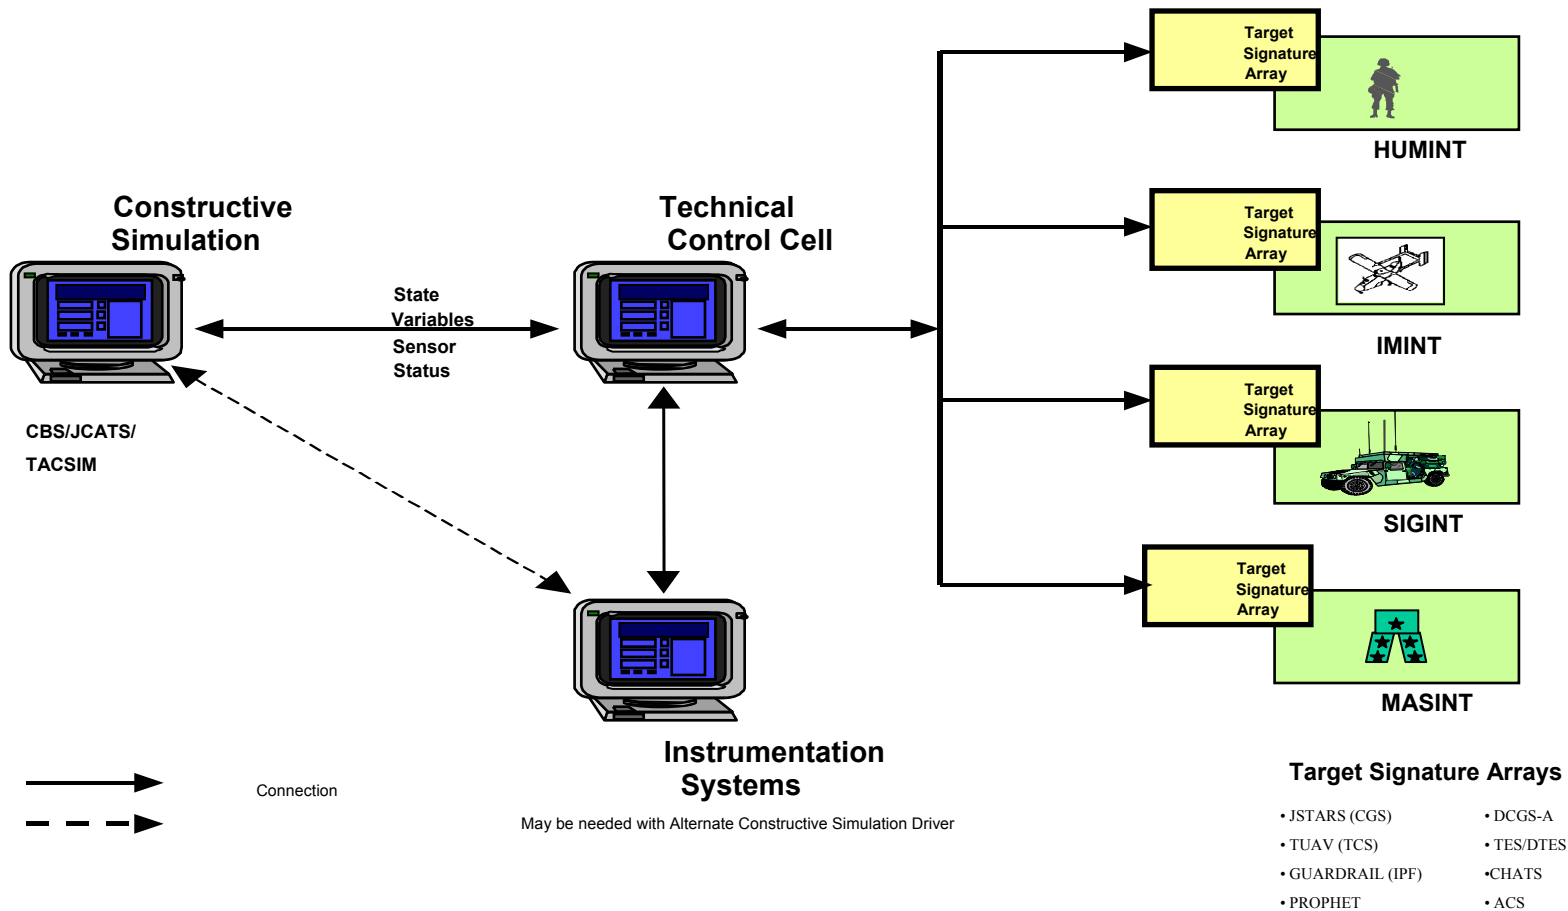 Target
Signature
Array
HUMINT
Constructive
Simulation
Technical
Control Cell
Target
Signature
Array
IMINT
State
Variables
Sensor
Status
CBS/JCATS/
TACSIM
Target
Signature
Array
SIGINT
Target
Signature
Array
MASINT
Instrumentation
Systems
May be needed with Alternate Constructive Simulation Driver
Connection
Target Signature Arrays
• JSTARS (CGS)
• TUAV (TCS)
• GUARDRAIL (IPF)
• PROPHET
• DCGS-A
• TES/DTES
•CHATS
• ACS